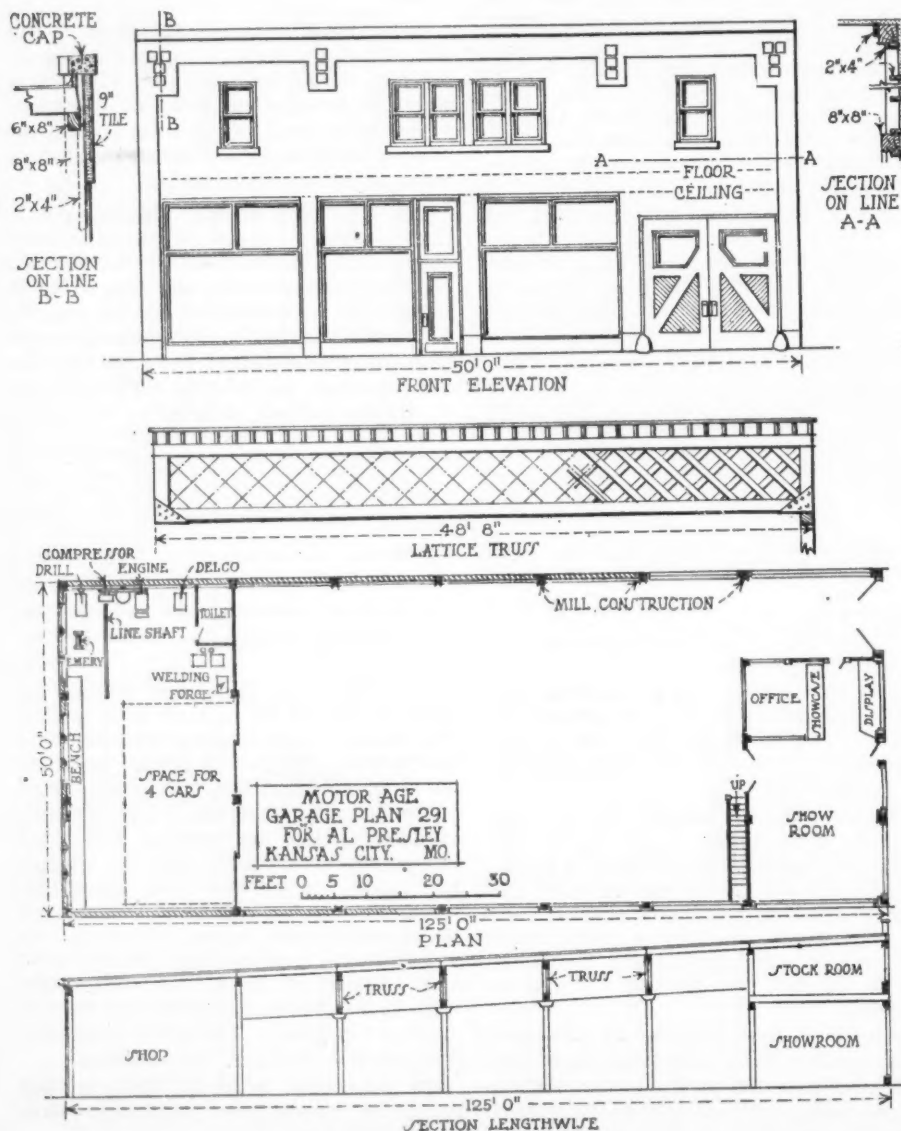 CONCRETE
CAP
B
B
9"
TILE
6"x8"
8"x8"
2"x4"
SECTION
ON LINE
B-B
2"x4"
8"x8"
SECTION
ON LINE
A-A
A
A
FLOOR
CEILING
50' 0"
FRONT ELEVATION
48' 8"
LATTICE TRUSS
COMPRESSOR
DRILL
ENGINE
DELCO
TOILET
LINE SHAFT
EMERY
WELDING
FORGE
MILL CONSTRUCTION
OFFICE
SHOWCASE
DISPLAY
BENCH
50' 0"
SPACE FOR
4 CARS
MOTOR AGE
GARAGE PLAN 291
FOR AL PRESLEY
KANSAS CITY. MO.
UP
SHOW
ROOM
FEET 0 5 10 20 30
125' 0"
PLAN
TRUSS
TRUSS
STOCK ROOM
SHOP
SHOWROOM
125' 0"
SECTION LENGTHWISE